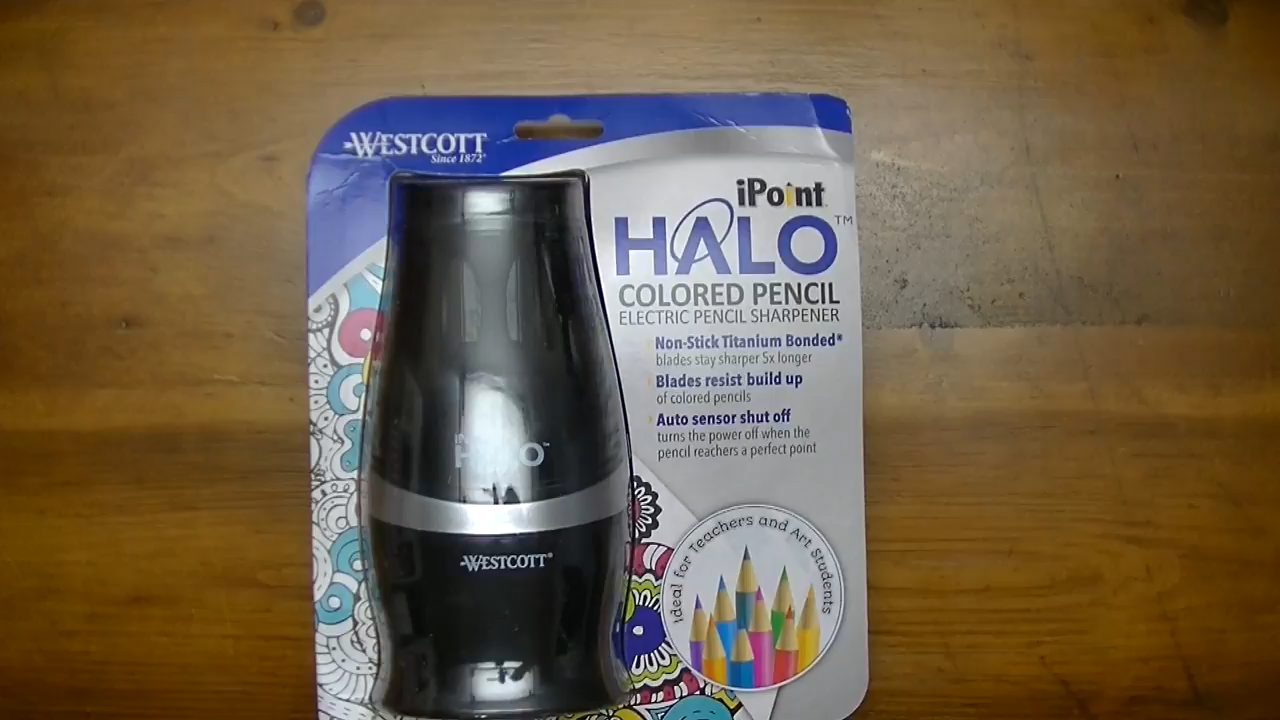 WESTCOTT
Since 1872
iPoint
HALO™
COLORED PENCIL
ELECTRIC PENCIL SHARPENER
Non-Stick Titanium Bonded*
blades stay sharper 5x longer
Blades resist build up
of colored pencils
Auto sensor shut off
turns the power off when the
pencil reachers a perfect point
HALO™
WESTCOTT®
Ideal for Teachers and Art Students